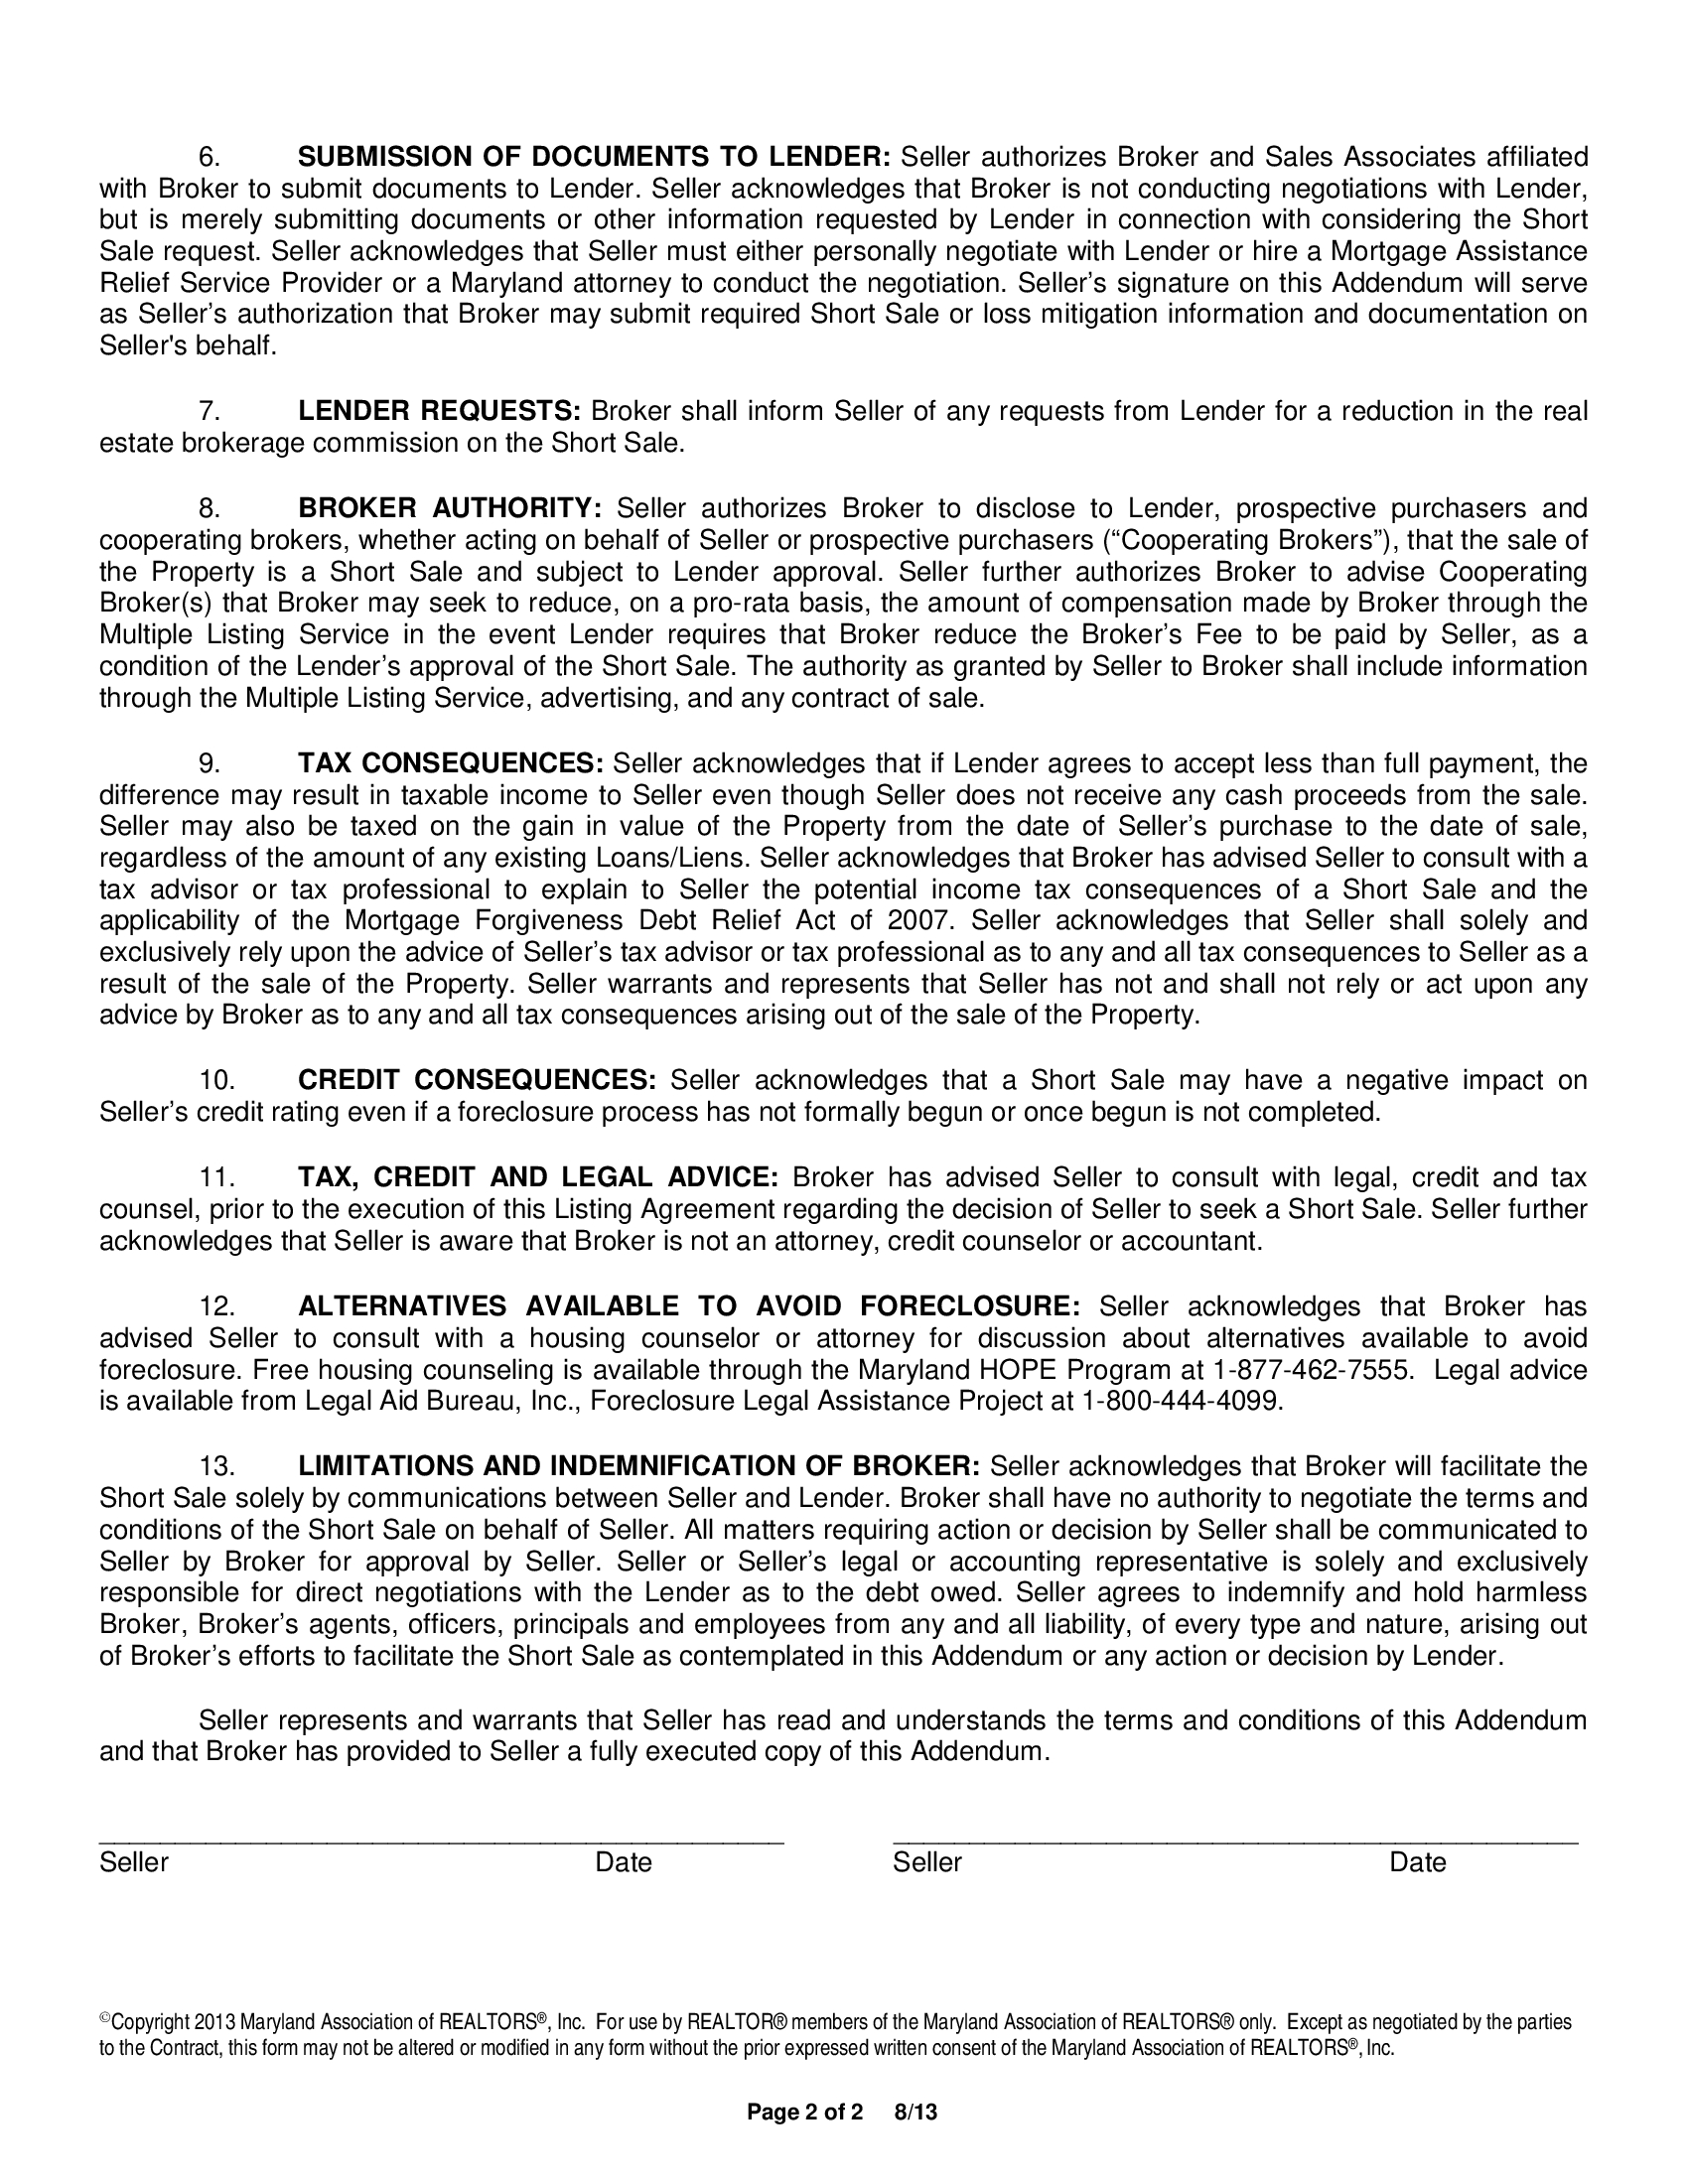 6. SUBMISSION OF DOCUMENTS TO LENDER: Seller authorizes Broker and Sales Associates affiliated
with Broker to submit documents to Lender. Seller acknowledges that Broker is not conducting negotiations with Lender,
but is merely submitting documents or other information requested by Lender in connection with considering the Short
Sale request. Seller acknowledges that Seller must either personally negotiate with Lender or hire a Mortgage Assistance
Relief Service Provider or a Maryland attorney to conduct the negotiation. Seller’s signature on this Addendum will serve
as Seller’s authorization that Broker may submit required Short Sale or loss mitigation information and documentation on
Seller's behalf.
7. LENDER REQUESTS: Broker shall inform Seller of any requests from Lender for a reduction in the real
estate brokerage commission on the Short Sale.
8. BROKER AUTHORITY: Seller authorizes Broker to disclose to Lender, prospective purchasers and
cooperating brokers, whether acting on behalf of Seller or prospective purchasers (“Cooperating Brokers”), that the sale of
the Property is a Short Sale and subject to Lender approval. Seller further authorizes Broker to advise Cooperating
Broker(s) that Broker may seek to reduce, on a pro-rata basis, the amount of compensation made by Broker through the
Multiple Listing Service in the event Lender requires that Broker reduce the Broker’s Fee to be paid by Seller, as a
condition of the Lender’s approval of the Short Sale. The authority as granted by Seller to Broker shall include information
through the Multiple Listing Service, advertising, and any contract of sale.
9. TAX CONSEQUENCES: Seller acknowledges that if Lender agrees to accept less than full payment, the
difference may result in taxable income to Seller even though Seller does not receive any cash proceeds from the sale.
Seller may also be taxed on the gain in value of the Property from the date of Seller’s purchase to the date of sale,
regardless of the amount of any existing Loans/Liens. Seller acknowledges that Broker has advised Seller to consult with a
tax advisor or tax professional to explain to Seller the potential income tax consequences of a Short Sale and the
applicability of the Mortgage Forgiveness Debt Relief Act of 2007. Seller acknowledges that Seller shall solely and
exclusively rely upon the advice of Seller’s tax advisor or tax professional as to any and all tax consequences to Seller as a
result of the sale of the Property. Seller warrants and represents that Seller has not and shall not rely or act upon any
advice by Broker as to any and all tax consequences arising out of the sale of the Property.
10. CREDIT CONSEQUENCES: Seller acknowledges that a Short Sale may have a negative impact on
Seller’s credit rating even if a foreclosure process has not formally begun or once begun is not completed.
11. TAX, CREDIT AND LEGAL ADVICE: Broker has advised Seller to consult with legal, credit and tax
counsel, prior to the execution of this Listing Agreement regarding the decision of Seller to seek a Short Sale. Seller further
acknowledges that Seller is aware that Broker is not an attorney, credit counselor or accountant.
12. ALTERNATIVES AVAILABLE TO AVOID FORECLOSURE: Seller acknowledges that Broker has
advised Seller to consult with a housing counselor or attorney for discussion about alternatives available to avoid
foreclosure. Free housing counseling is available through the Maryland HOPE Program at 1-877-462-7555. Legal advice
is available from Legal Aid Bureau, Inc., Foreclosure Legal Assistance Project at 1-800-444-4099.
13. LIMITATIONS AND INDEMNIFICATION OF BROKER: Seller acknowledges that Broker will facilitate the
Short Sale solely by communications between Seller and Lender. Broker shall have no authority to negotiate the terms and
conditions of the Short Sale on behalf of Seller. All matters requiring action or decision by Seller shall be communicated to
Seller by Broker for approval by Seller. Seller or Seller’s legal or accounting representative is solely and exclusively
responsible for direct negotiations with the Lender as to the debt owed. Seller agrees to indemnify and hold harmless
Broker, Broker’s agents, officers, principals and employees from any and all liability, of every type and nature, arising out
of Broker’s efforts to facilitate the Short Sale as contemplated in this Addendum or any action or decision by Lender.
Seller represents and warrants that Seller has read and understands the terms and conditions of this Addendum
and that Broker has provided to Seller a fully executed copy of this Addendum.
Seller Date Seller Date
©Copyright 2013 Maryland Association of REALTORS®, Inc. For use by REALTOR® members of the Maryland Association of REALTORS® only. Except as negotiated by the parties
to the Contract, this form may not be altered or modified in any form without the prior expressed written consent of the Maryland Association of REALTORS®, Inc.
Page 2 of 2 8/13